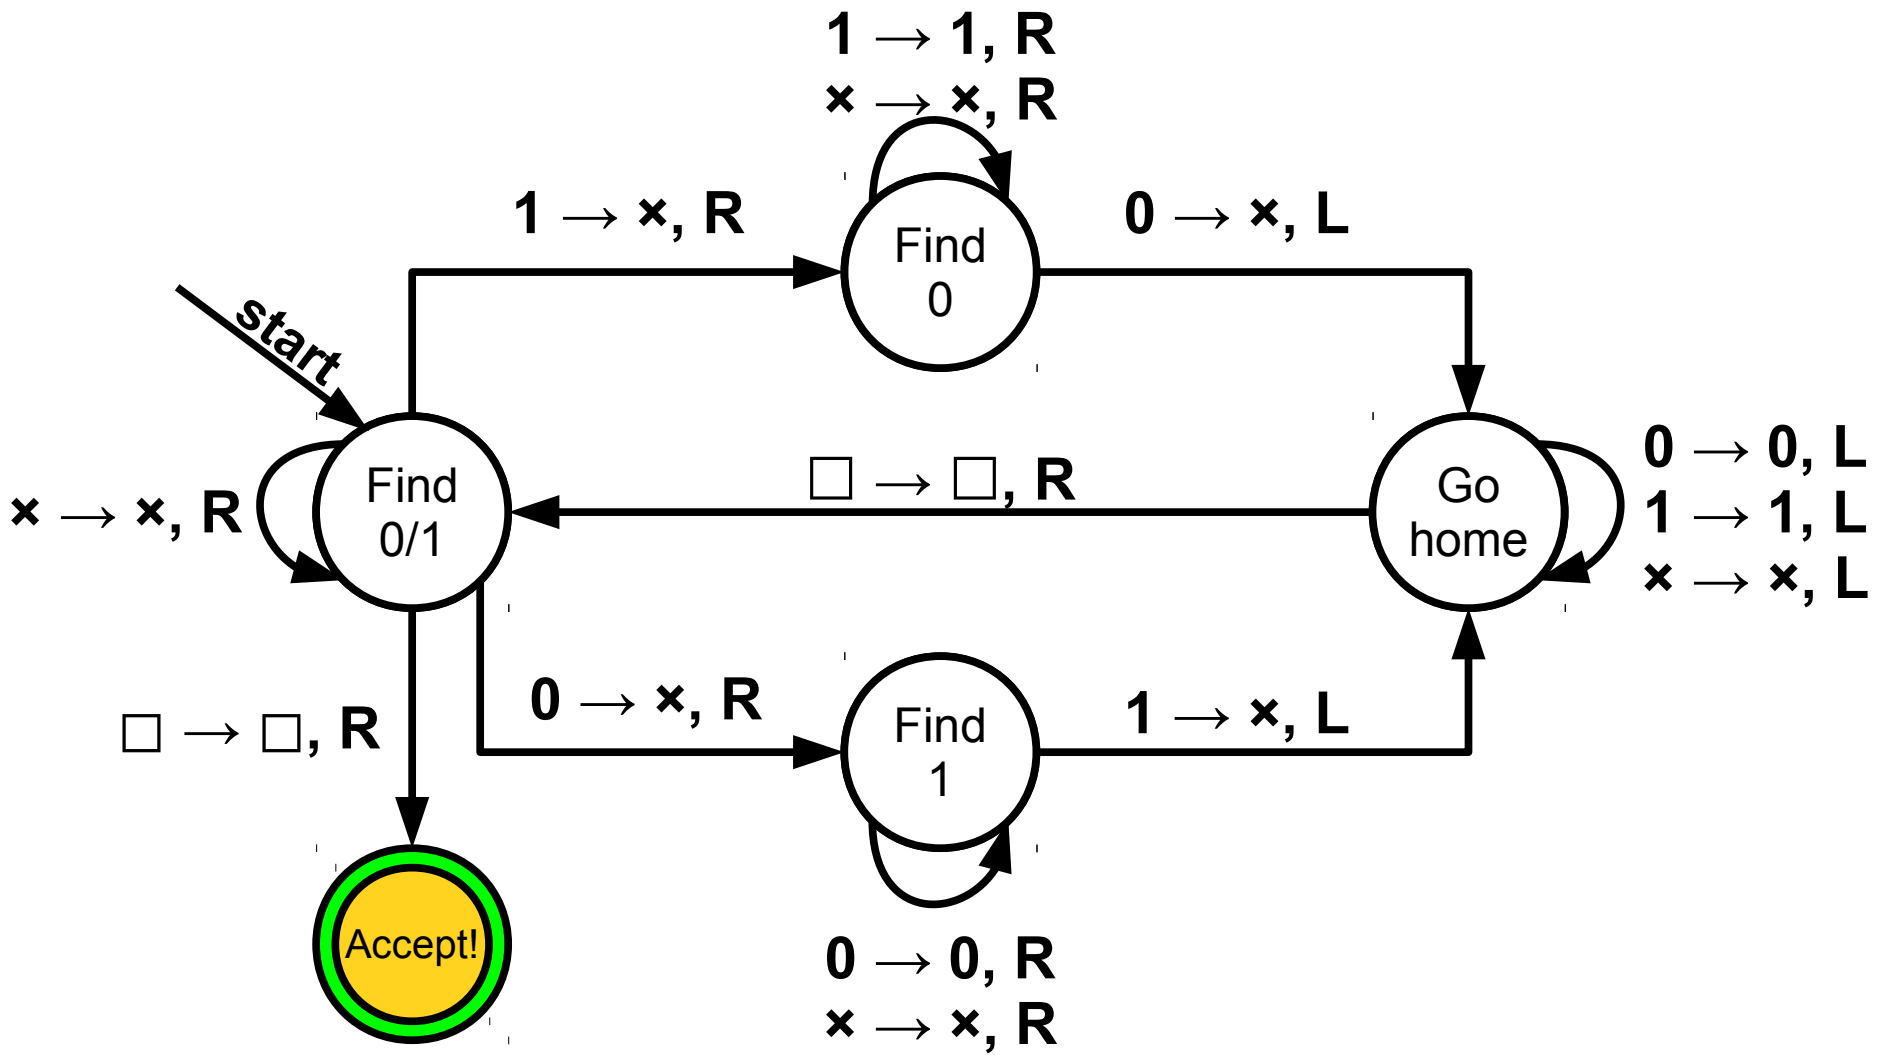 1 → 1, R
× → ×, R
1 → ×, R
0 → ×, L
Find
0
start
Find
0/1
× → ×, R
□ → □, R
Go
home
0 → 0, L
1 → 1, L
× → ×, L
□ → □, R
0 → ×, R
Find
1
1 → ×, L
Accept!
0 → 0, R
× → ×, R